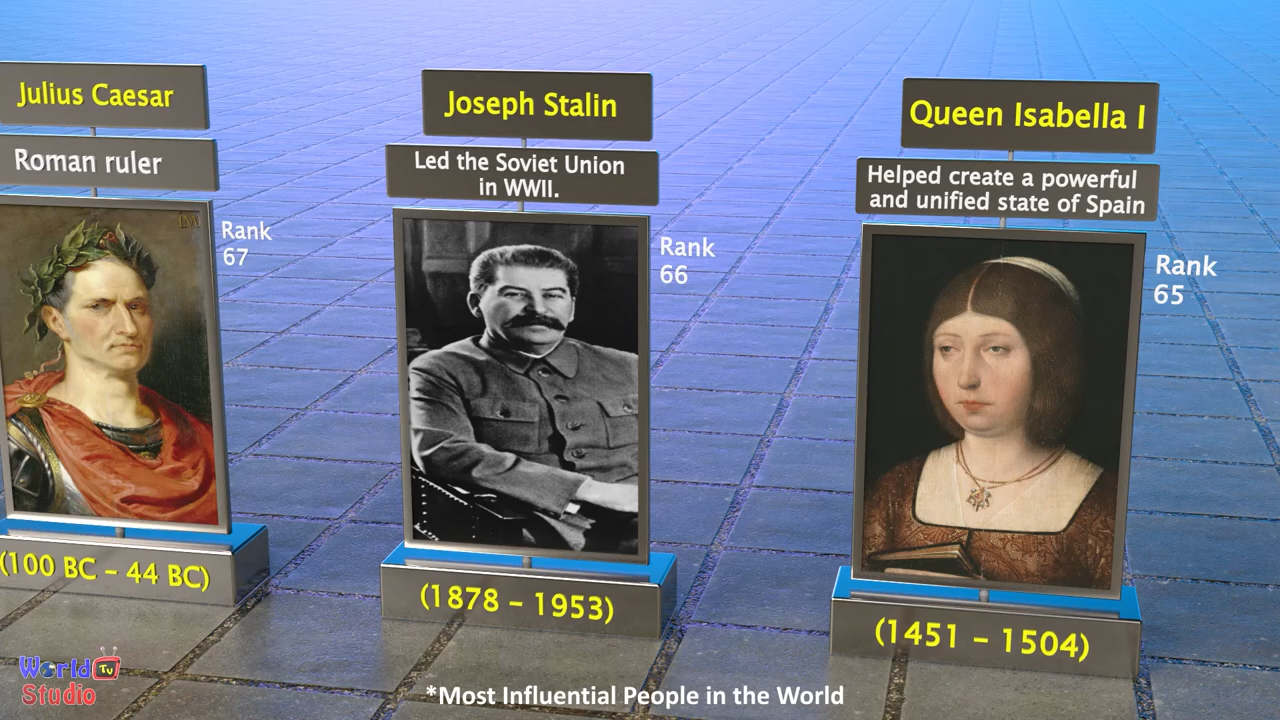 Julius Caesar
Roman ruler
Rank
67
(100 BC – 44 BC)
Joseph Stalin
Led the Soviet Union
in WWII.
Rank
66
(1878 – 1953)
Queen Isabella I
Helped create a powerful
and unified state of Spain
Rank
65
(1451 – 1504)
World TV
Studio
*Most Influential People in the World